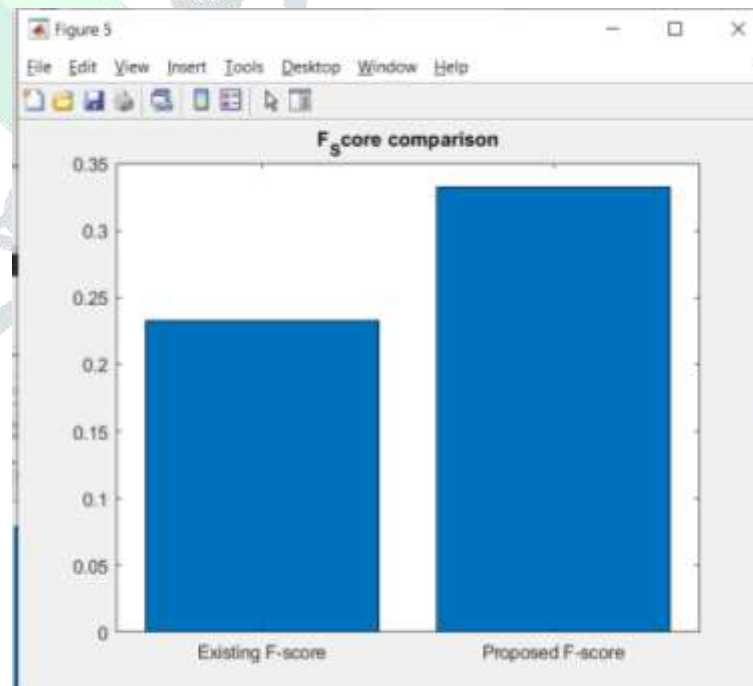 Figure 5
File Edit View Insert Tools Desktop Window Help
F_score comparison
0.35
0.3
0.25
0.2
0.15
0.1
0.05
0
Existing F-score Proposed F-score